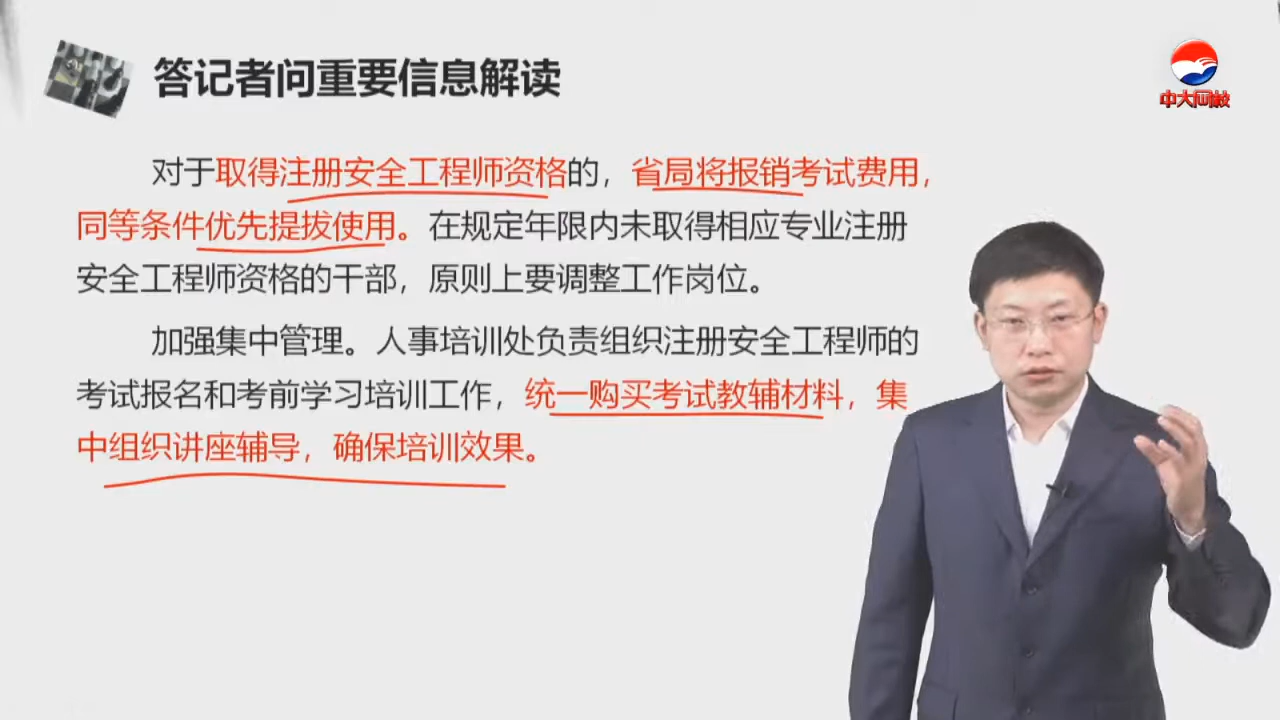 答记者问重要信息解读
中大网校
对于取得注册安全工程师资格的，省局将报销考试费用，
同等条件优先提拔使用。在规定年限内未取得相应专业注册
安全工程师资格的干部，原则上要调整工作岗位。
加强集中管理。人事培训处负责组织注册安全工程师的
考试报名和考前学习培训工作，统一购买考试教辅材料，集
中组织讲座辅导，确保培训效果。